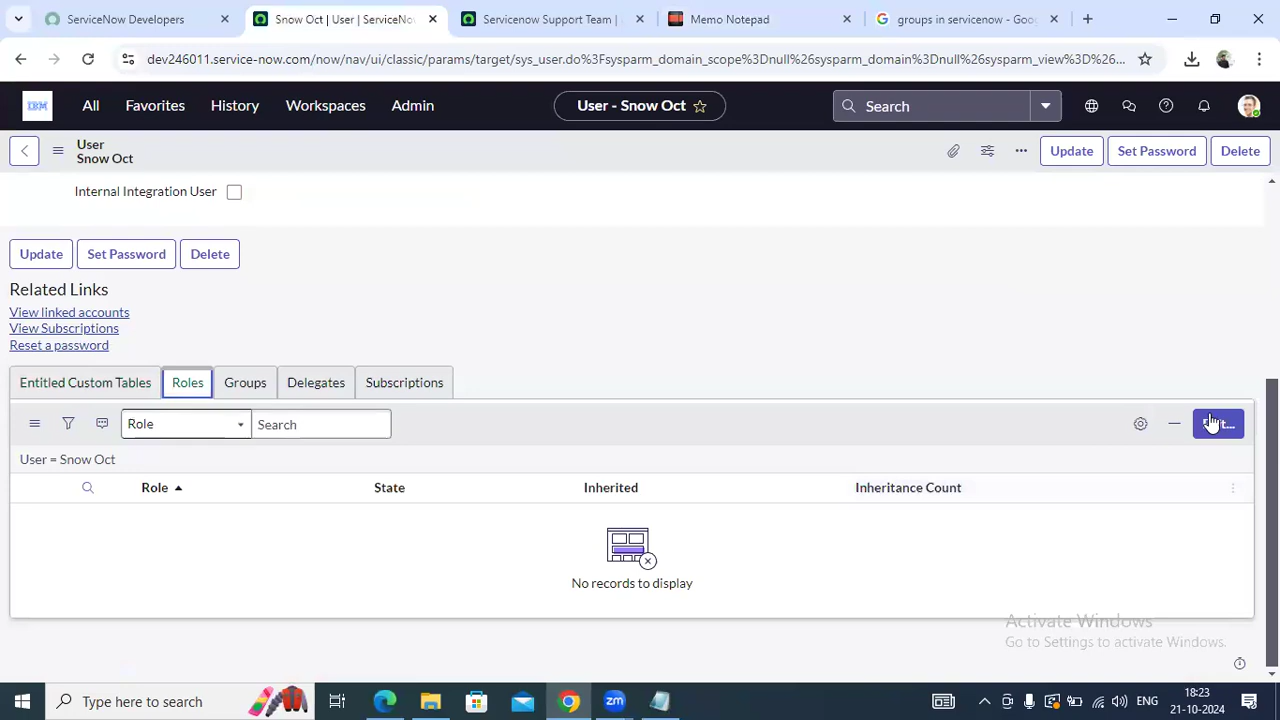 ServiceNow Developers
Snow Oct | User | ServiceNo
Servicenow Support Team |
Memo Notepad
groups in servicenow - Goo
dev246011.service-now.com/now/nav/ui/classic/params/target/sys_user.do%3Fsysparm_domain_scope%3Dnull%26sysparm_domain%3Dnull%26sysparm_view%3D%26...
IBM
All
Favorites
History
Workspaces
Admin
User - Snow Oct
Search
User
Snow Oct
Update
Set Password
Delete
Internal Integration User
Update
Set Password
Delete
Related Links
View linked accounts
View Subscriptions
Reset a password
Entitled Custom Tables
Roles
Groups
Delegates
Subscriptions
Role
Search
User = Snow Oct
Role
State
Inherited
Inheritance Count
No records to display
Activate Windows
Go to Settings to activate Windows.
Type here to search
zm
ENG
18:23
21-10-2024